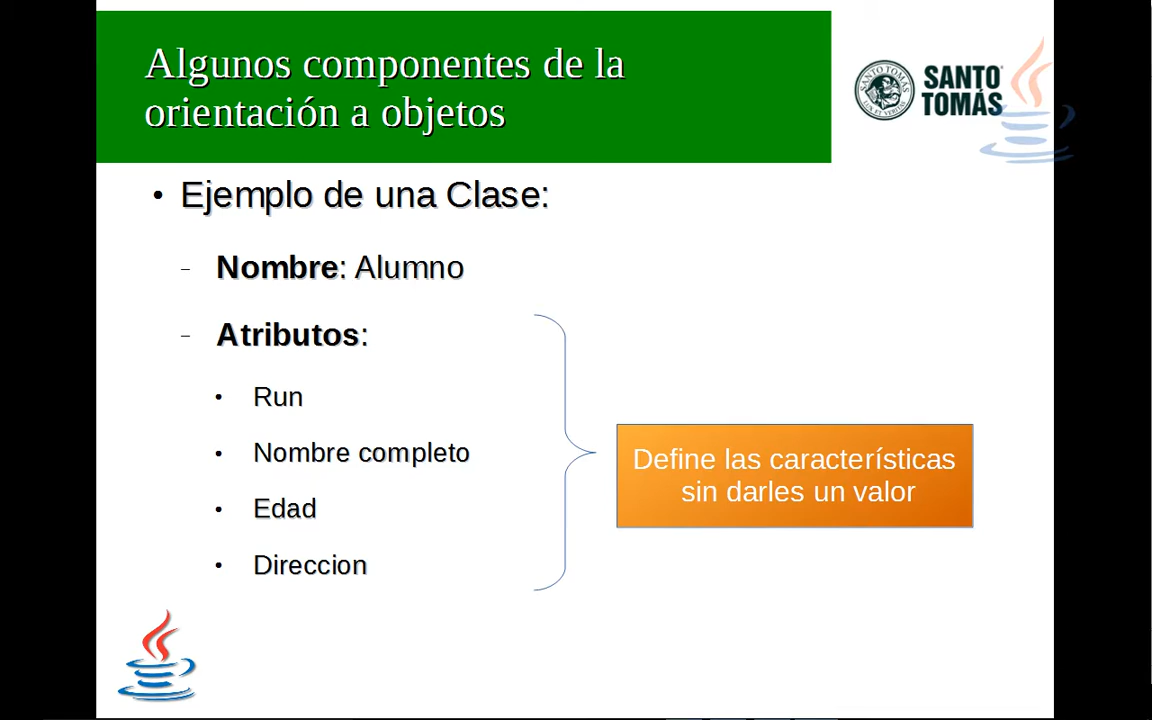 Algunos componentes de la
orientación a objetos
SANTO
TOMÁS
• Ejemplo de una Clase:
– Nombre: Alumno
– Atributos:
• Run
• Nombre completo
• Edad
• Direccion
Define las características
sin darles un valor